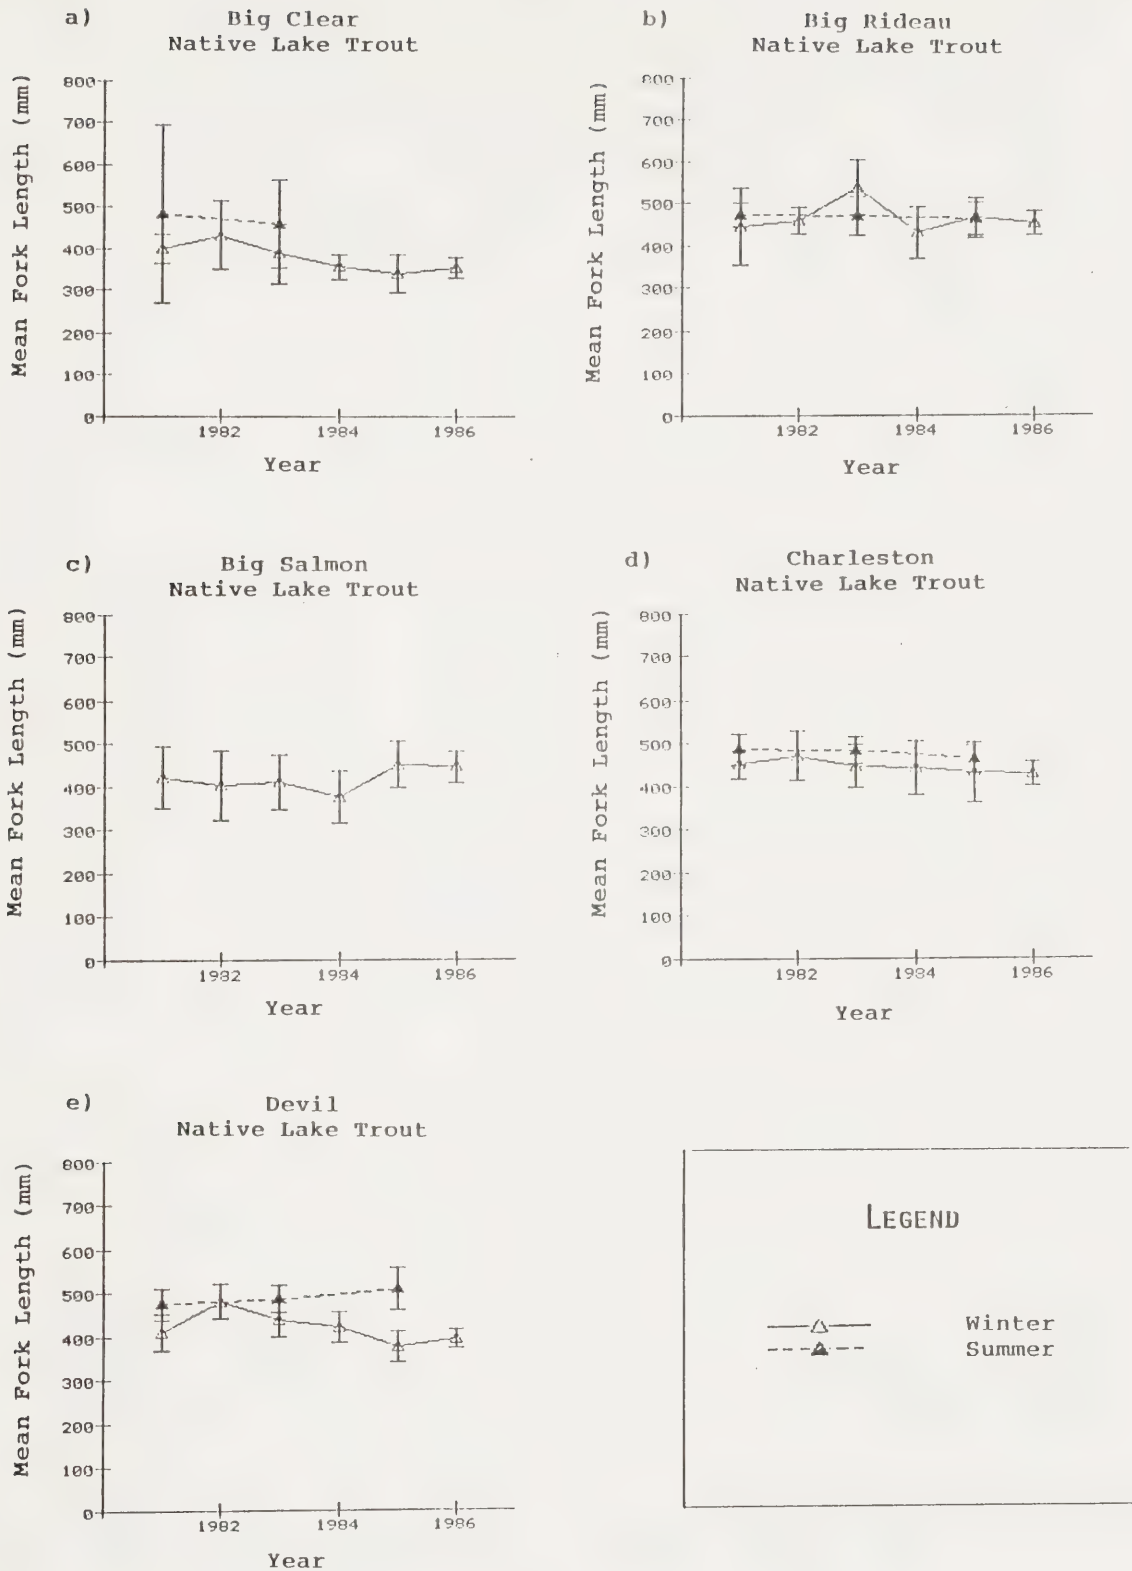 a)
Big Clear
Native Lake Trout
Mean Fork Length (mm)
800
700
600
500
400
300
200
100
0
1982
1984
1986
Year
b)
Big Rideau
Native Lake Trout
Mean Fork Length (mm)
800
700
600
500
400
300
200
100
0
1982
1984
1986
Year
c)
Big Salmon
Native Lake Trout
Mean Fork Length (mm)
800
700
600
500
400
300
200
100
0
1982
1984
1986
Year
d)
Charleston
Native Lake Trout
Mean Fork Length (mm)
800
700
600
500
400
300
200
100
0
1982
1984
1986
Year
e)
Devil
Native Lake Trout
Mean Fork Length (mm)
800
700
600
500
400
300
200
100
0
1982
1984
1986
Year
LEGEND
Winter
Summer